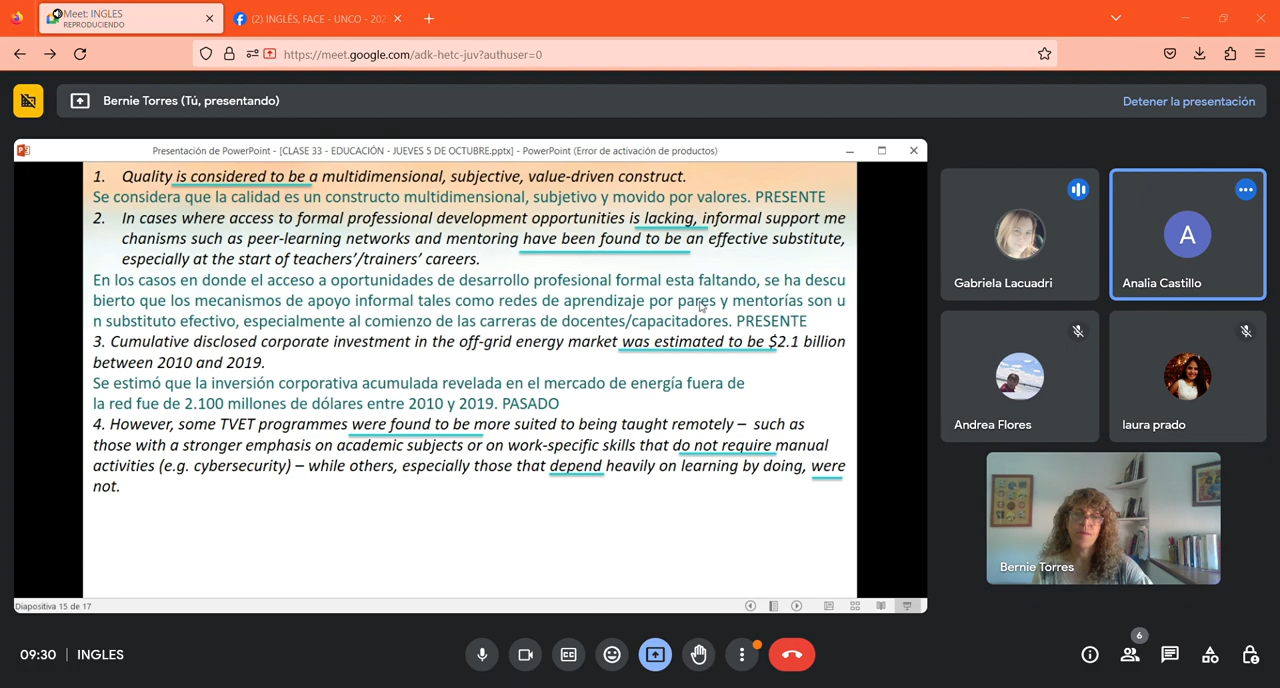 Meet: INGLES
REPRODUCIENDO
(2) INGLÉS, FACE - UNCO - 202
https://meet.google.com/adk-hetc-juv?authuser=0
Bernie Torres (Tú, presentando)
Detener la presentación
Presentación de PowerPoint - [CLASE 33 - EDUCACIÓN - JUEVES 5 DE OCTUBRE.pptx] - PowerPoint (Error de activación de productos)
1. Quality is considered to be a multidimensional, subjective, value-driven construct.
Se considera que la calidad es un constructo multidimensional, subjetivo y movido por valores. PRESENTE
2. In cases where access to formal professional development opportunities is lacking, informal support me
chanisms such as peer-learning networks and mentoring have been found to be an effective substitute,
especially at the start of teachers'/trainers' careers.
En los casos en donde el acceso a oportunidades de desarrollo profesional formal esta faltando, se ha descu
bierto que los mecanismos de apoyo informal tales como redes de aprendizaje por pares y mentorías son u
n substituto efectivo, especialmente al comienzo de las carreras de docentes/capacitadores. PRESENTE
3. Cumulative disclosed corporate investment in the off-grid energy market was estimated to be $2.1 billion
between 2010 and 2019.
Se estimó que la inversión corporativa acumulada revelada en el mercado de energía fuera de
la red fue de 2.100 millones de dólares entre 2010 y 2019. PASADO
4. However, some TVET programmes were found to be more suited to being taught remotely – such as
those with a stronger emphasis on academic subjects or on work-specific skills that do not require manual
activities (e.g. cybersecurity) – while others, especially those that depend heavily on learning by doing, were
not.
Diapositiva 15 de 17
Gabriela Lacuadri
A
Analia Castillo
Andrea Flores
laura prado
Bernie Torres
09:30 | INGLES
6